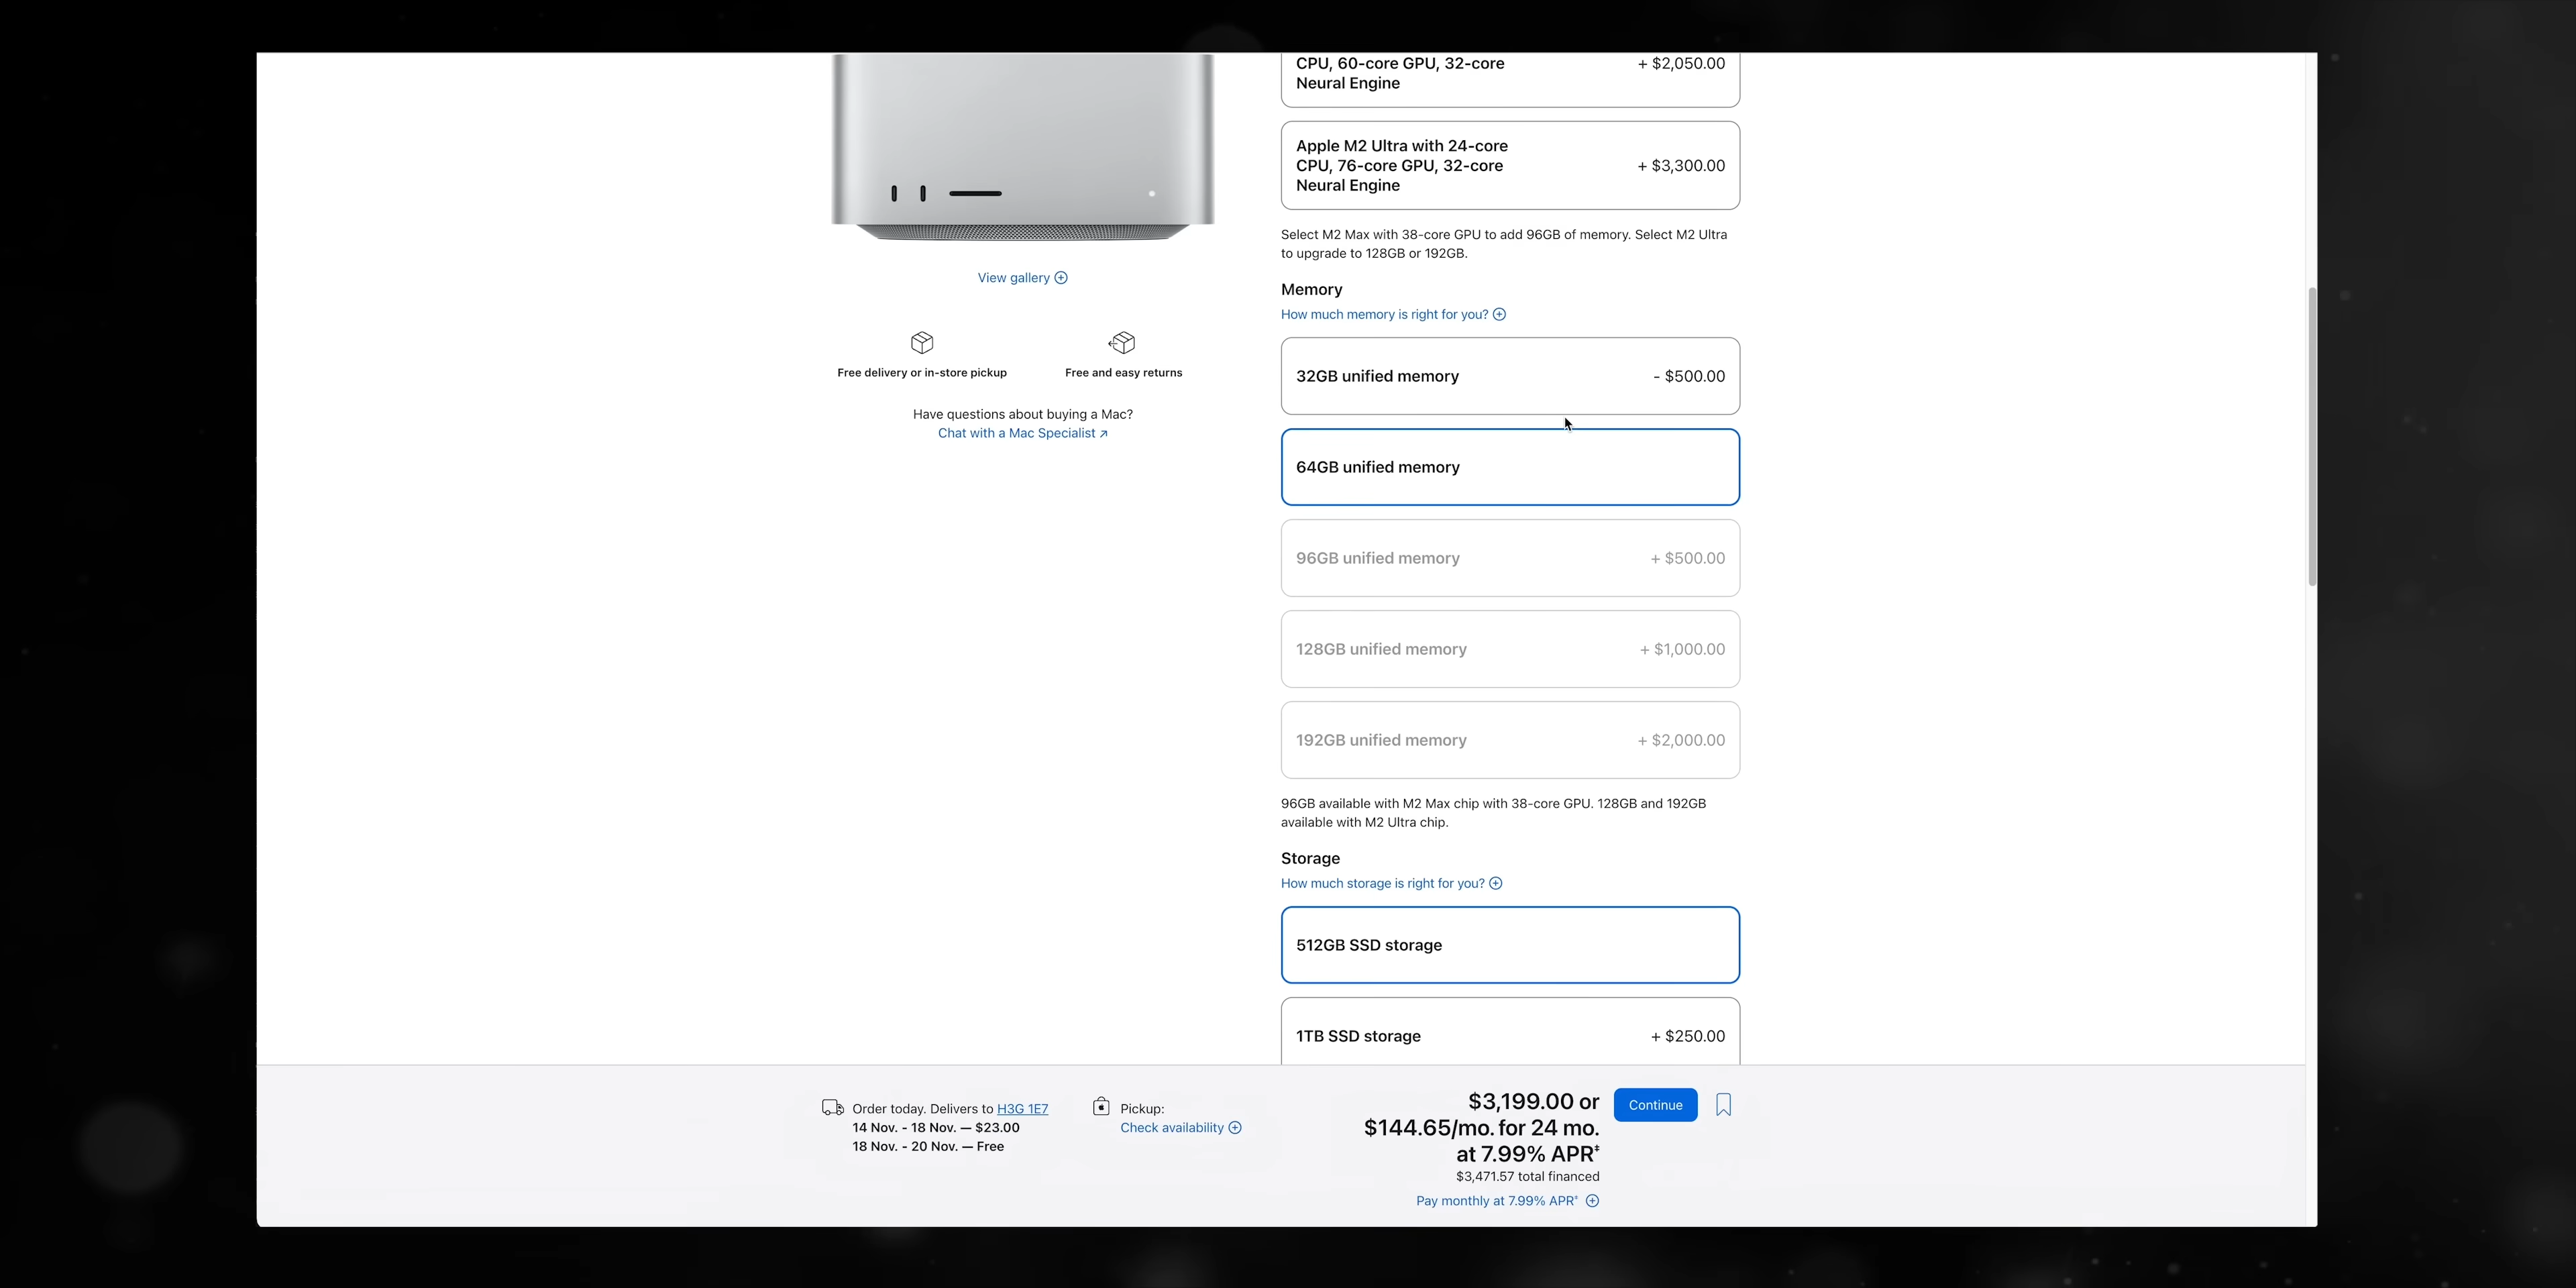 CPU, 60-core GPU, 32-core
Neural Engine
+ $2,050.00
Apple M2 Ultra with 24-core
CPU, 76-core GPU, 32-core
Neural Engine
+ $3,300.00
Select M2 Max with 38-core GPU to add 96GB of memory. Select M2 Ultra
to upgrade to 128GB or 192GB.
View gallery
Free delivery or in-store pickup
Free and easy returns
Have questions about buying a Mac?
Chat with a Mac Specialist ↗
Memory
How much memory is right for you?
32GB unified memory
- $500.00
64GB unified memory
96GB unified memory
+ $500.00
128GB unified memory
+ $1,000.00
192GB unified memory
+ $2,000.00
96GB available with M2 Max chip with 38-core GPU. 128GB and 192GB
available with M2 Ultra chip.
Storage
How much storage is right for you?
512GB SSD storage
1TB SSD storage
+ $250.00
Order today. Delivers to H3G 1E7
14 Nov. - 18 Nov. — $23.00
18 Nov. - 20 Nov. — Free
Pickup:
Check availability
$3,199.00 or
$144.65/mo. for 24 mo.
at 7.99% APR‡
$3,471.57 total financed
Pay monthly at 7.99% APR‡
Continue